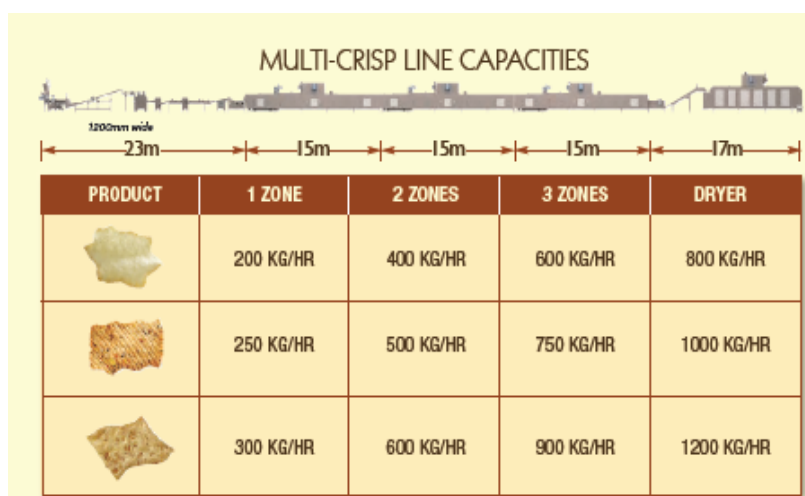 MULTI-CRISP LINE CAPACITIES
1200mm wide
23m 15m 15m 15m 17m
PRODUCT 1 ZONE 2 ZONES 3 ZONES DRYER
200 KG/HR 400 KG/HR 600 KG/HR 800 KG/HR
250 KG/HR 500 KG/HR 750 KG/HR 1000 KG/HR
300 KG/HR 600 KG/HR 900 KG/HR 1200 KG/HR